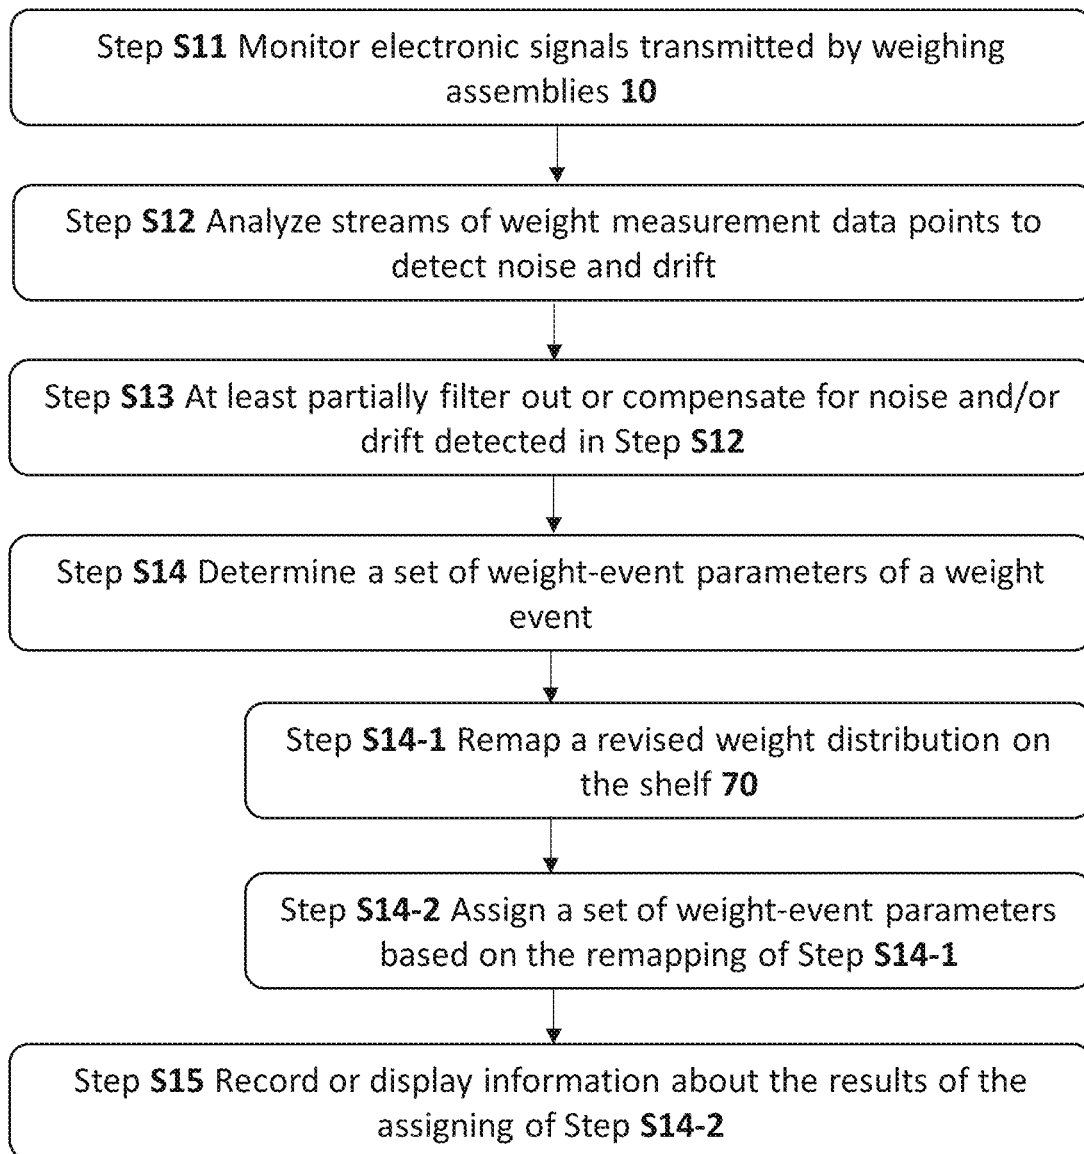 Step S11 Monitor electronic signals transmitted by weighing
assemblies 10
Step S12 Analyze streams of weight measurement data points to
detect noise and drift
Step S13 At least partially filter out or compensate for noise and/or
drift detected in Step S12
Step S14 Determine a set of weight-event parameters of a weight
event
Step S14-1 Remap a revised weight distribution on
the shelf 70
Step S14-2 Assign a set of weight-event parameters
based on the remapping of Step S14-1
Step S15 Record or display information about the results of the
assigning of Step S14-2